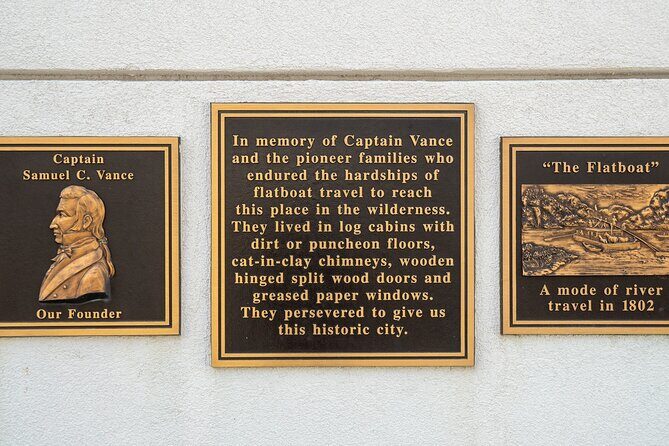 Captain
Samuel C. Vance
Our Founder
In memory of Captain Vance
and the pioneer families who
endured the hardships of
flatboat travel to reach
this place in the wilderness.
They lived in log cabins with
dirt or puncheon floors,
cat-in-clay chimneys, wooden
hinged split wood doors and
greased paper windows.
They persevered to give us
this historic city.
"The Flatboat"
A mode of river
travel in 1802